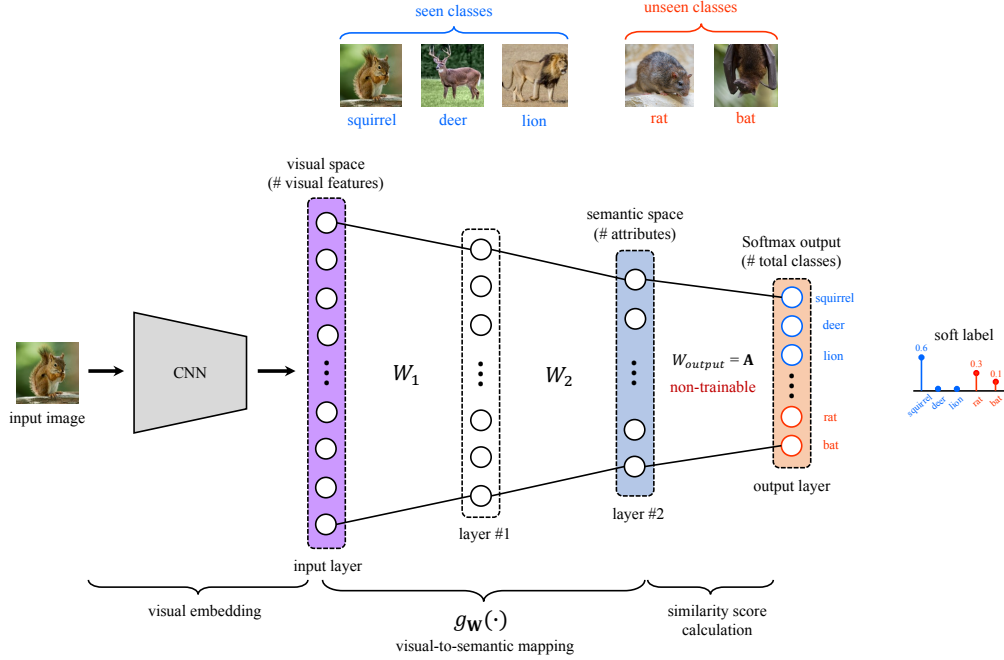 seen classes
unseen classes
squirrel
deer
lion
rat
bat
visual space
(# visual features)
semantic space
(# attributes)
Softmax output
(# total classes)
squirrel
deer
lion
rat
bat
soft label
0.6
0.3
0.1
squirrel
deer
lion
rat
bat
input image
CNN
W₁
W₂
W_output = A
non-trainable
input layer
layer #1
layer #2
output layer
visual embedding
g_W(·)
visual-to-semantic mapping
similarity score
calculation